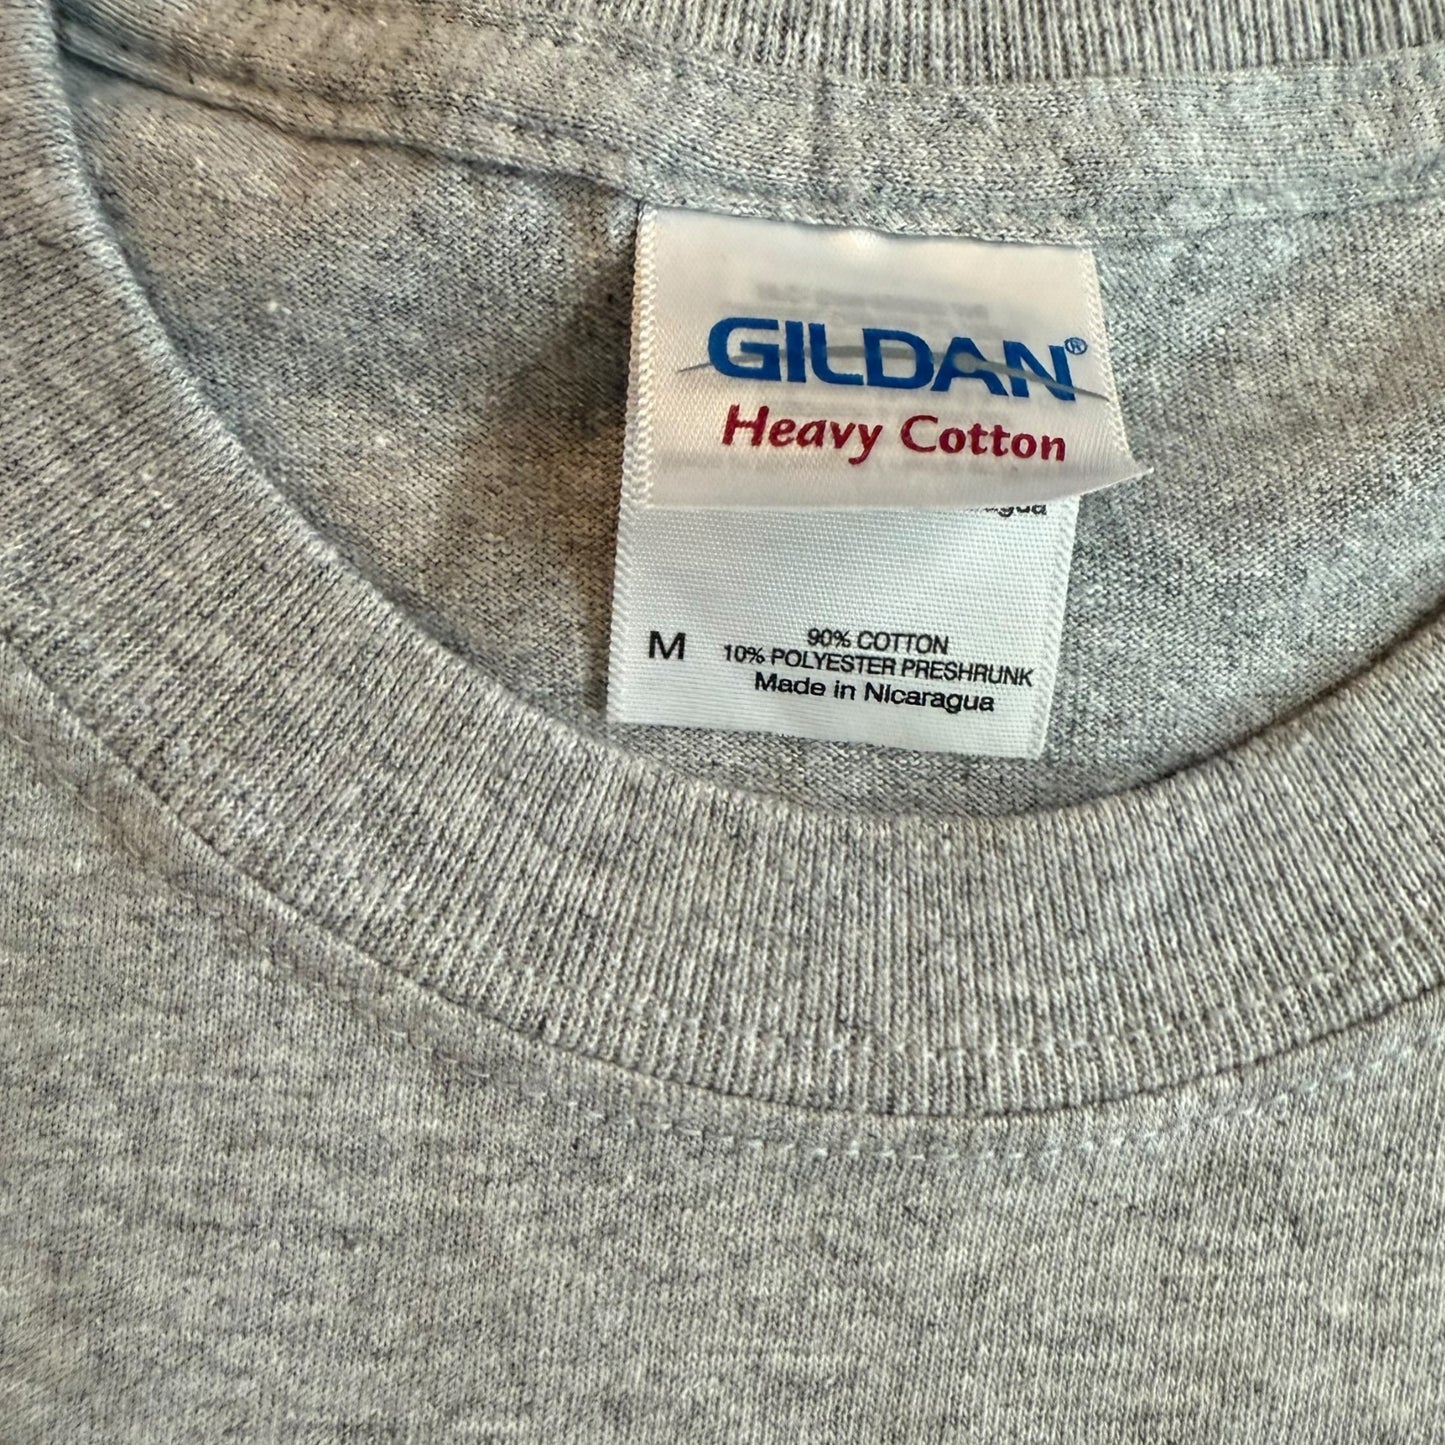 GILDAN®
Heavy Cotton
M
90% COTTON
10% POLYESTER PRESHRUNK
Made in Nicaragua